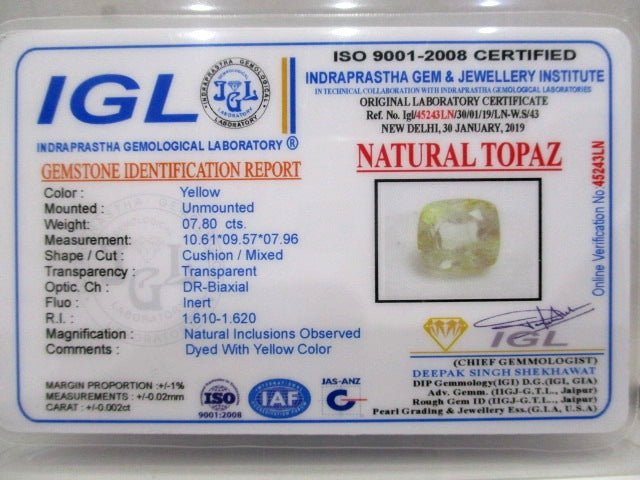 IGL
INDRAPRASTHA GEMOLOGICAL LABORATORY
JGL
GEMOLOGICAL
LABORATORY
INDRAPRASTHA GEMOLOGICAL LABORATORY ®
GEMSTONE IDENTIFICATION REPORT
Color : Yellow
Mounted : Unmounted
Weight: 07.80 cts.
Measurement: 10.61*09.57*07.96
Shape / Cut : Cushion / Mixed
Transparency : Transparent
Optic. Ch : DR-Biaxial
Fluo : Inert
R.I. : 1.610-1.620
Magnification : Natural Inclusions Observed
Comments : Dyed With Yellow Color
MARGIN PROPORTION :+/-1%
MEASUREMENTS : +/-0.02mm
CARAT : +/-0.002ct
ISO
9001:2008
IAF
JAS-ANZ
ISO 9001-2008 CERTIFIED
INDRAPRASTHA GEM & JEWELLERY INSTITUTE
IN TECHNICAL COLLABORATION WITH INDRAPRASTHA GEMOLOGICAL LABORATORIES
ORIGINAL LABORATORY CERTIFICATE
Ref. No. Igl/45243LN/30/01/19/LN-W.S/43
NEW DELHI, 30 JANUARY, 2019
NATURAL TOPAZ
Online Verification No. 45243LN
IGL
(CHIEF GEMMOLOGIST)
DEEPAK SINGH SHEKHAWAT
DIP Gemmology(IGI) D.G.(IGI, GIA)
Adv. Gemm. (IIGJ-G.T.L., Jaipur)
Rough Gem ID (IIGJ-G.T.L., Jaipur)
Pearl Grading & Jewellery Ess.(G.I.A, U.S.A)